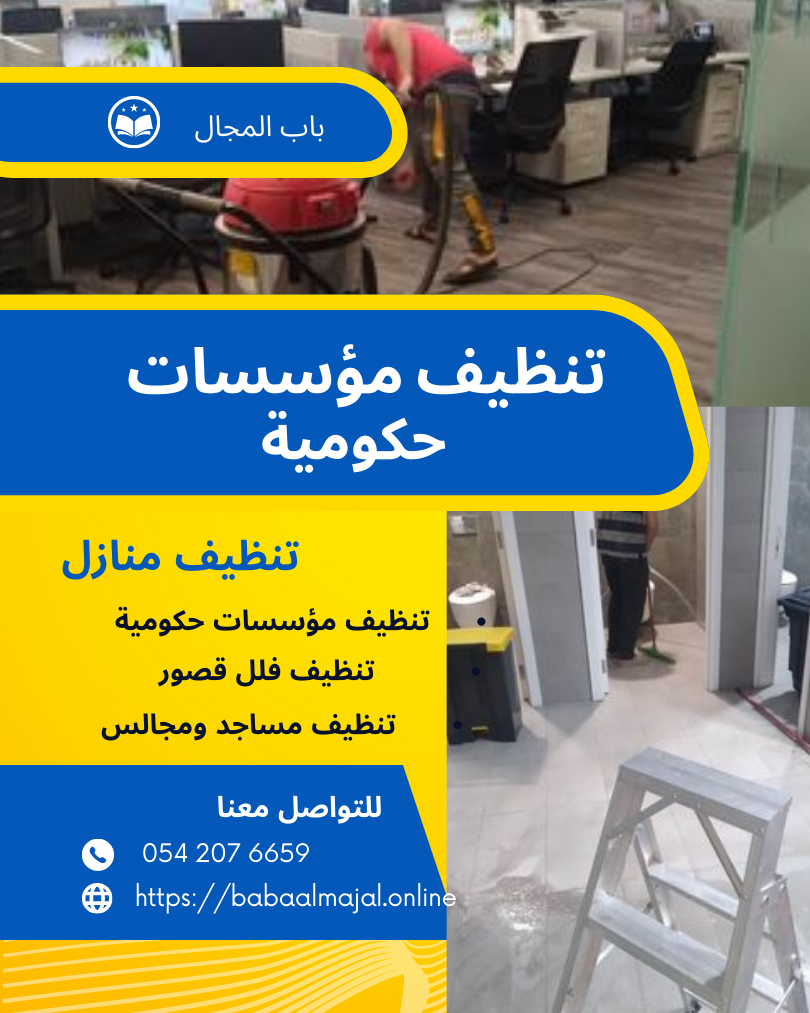 باب المجال
تنظيف مؤسسات
حكومية
تنظيف منازل
تنظيف مؤسسات حكومية
تنظيف فلل قصور
تنظيف مساجد ومجالس
للتواصل معنا
054 207 6659
https://babaalmajal.online